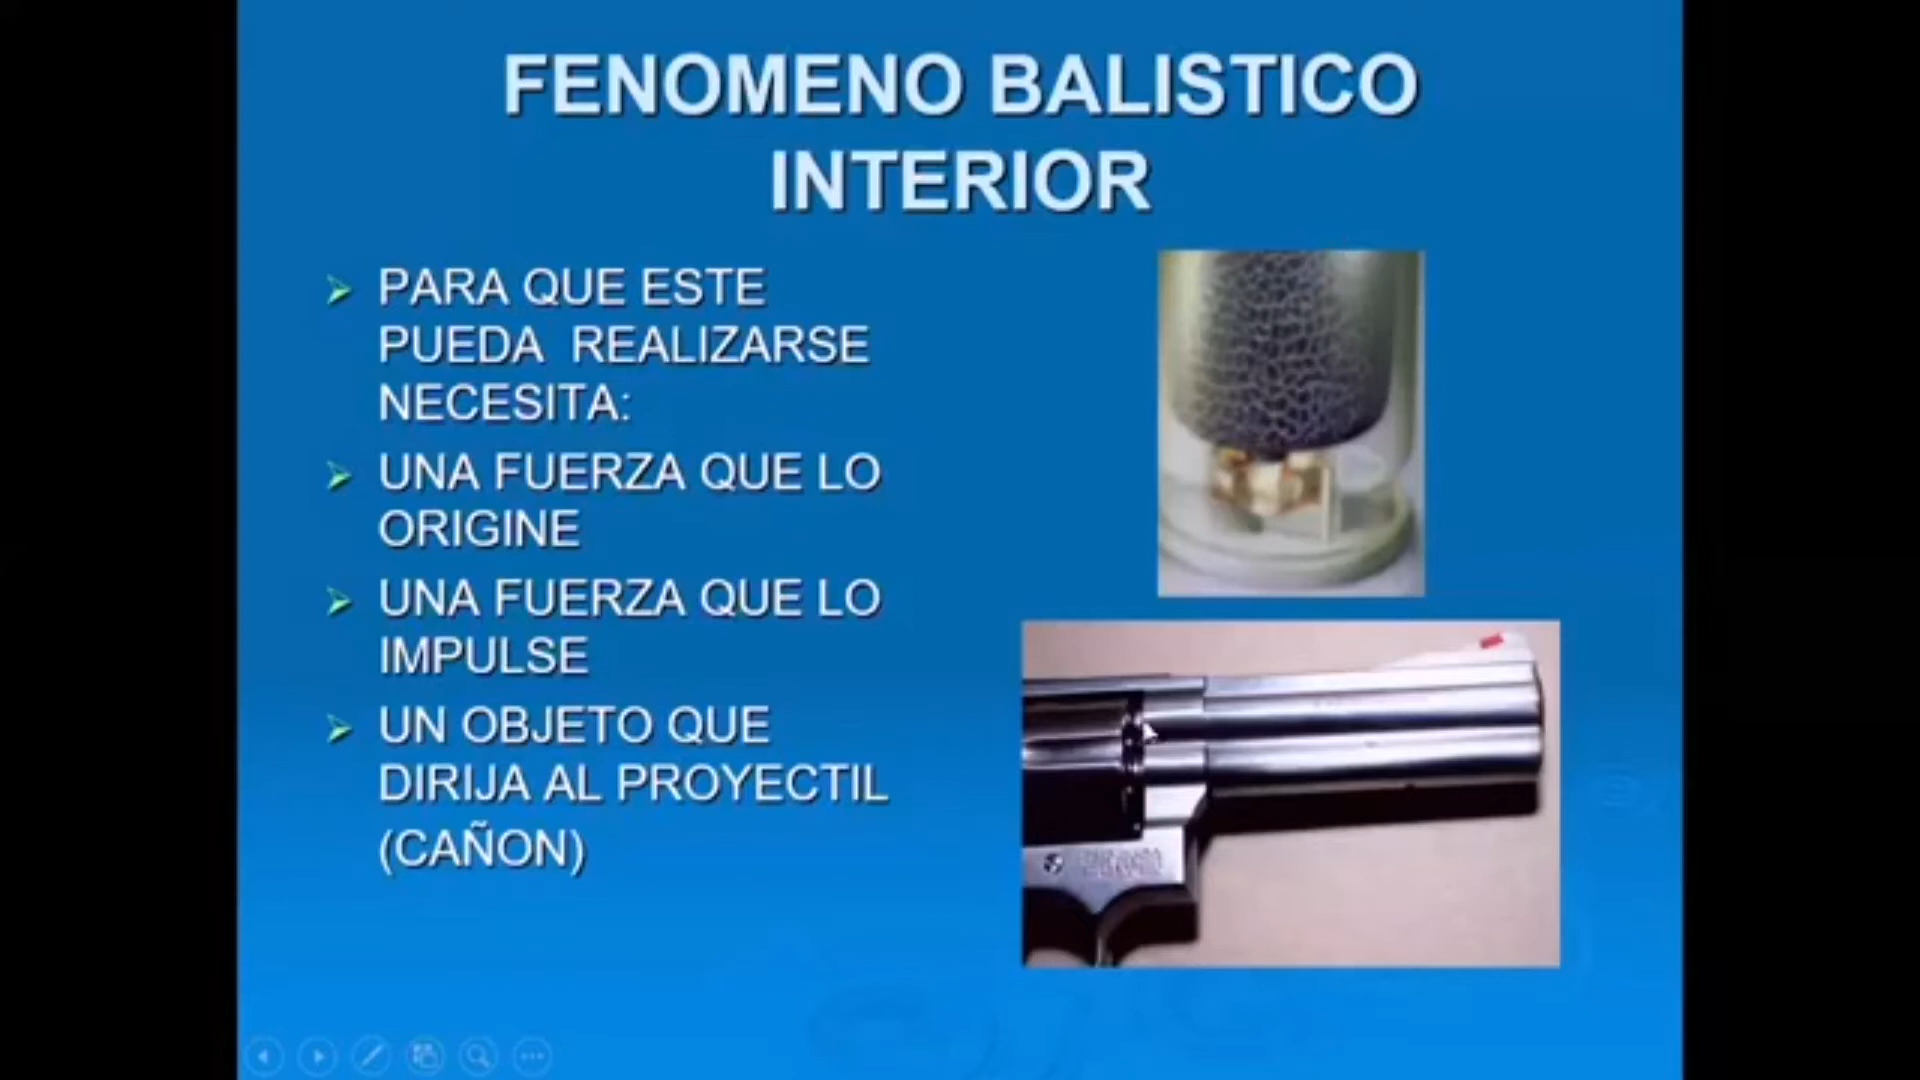 FENOMENO BALISTICO
INTERIOR
PARA QUE ESTE
PUEDA REALIZARSE
NECESITA:
UNA FUERZA QUE LO
ORIGINE
UNA FUERZA QUE LO
IMPULSE
UN OBJETO QUE
DIRIJA AL PROYECTIL
(CAÑON)